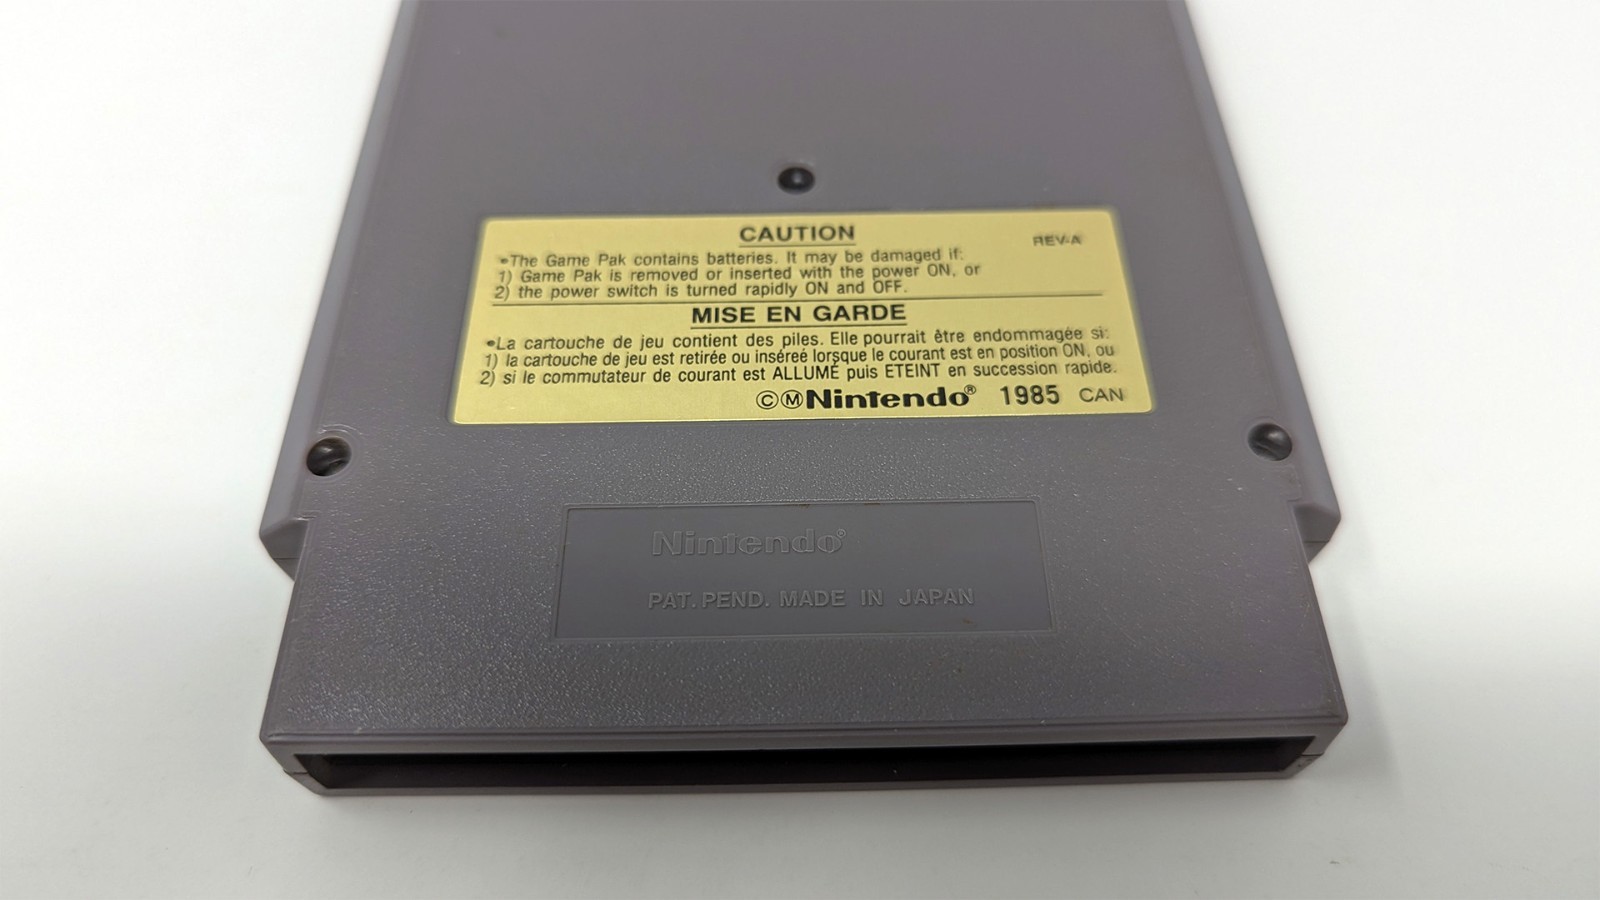 CAUTION
REV-A
•The Game Pak contains batteries. It may be damaged if:
1) Game Pak is removed or inserted with the power ON, or
2) the power switch is turned rapidly ON and OFF.
MISE EN GARDE
•La cartouche de jeu contient des piles. Elle pourrait être endommagée si:
1) la cartouche de jeu est retirée ou inséreé lorsque le courant est en position ON, ou
2) si le commutateur de courant est ALLUMÉ puis ETEINT en succession rapide.
ⒸⓂNintendo® 1985 CAN
Nintendo®
PAT. PEND. MADE IN JAPAN